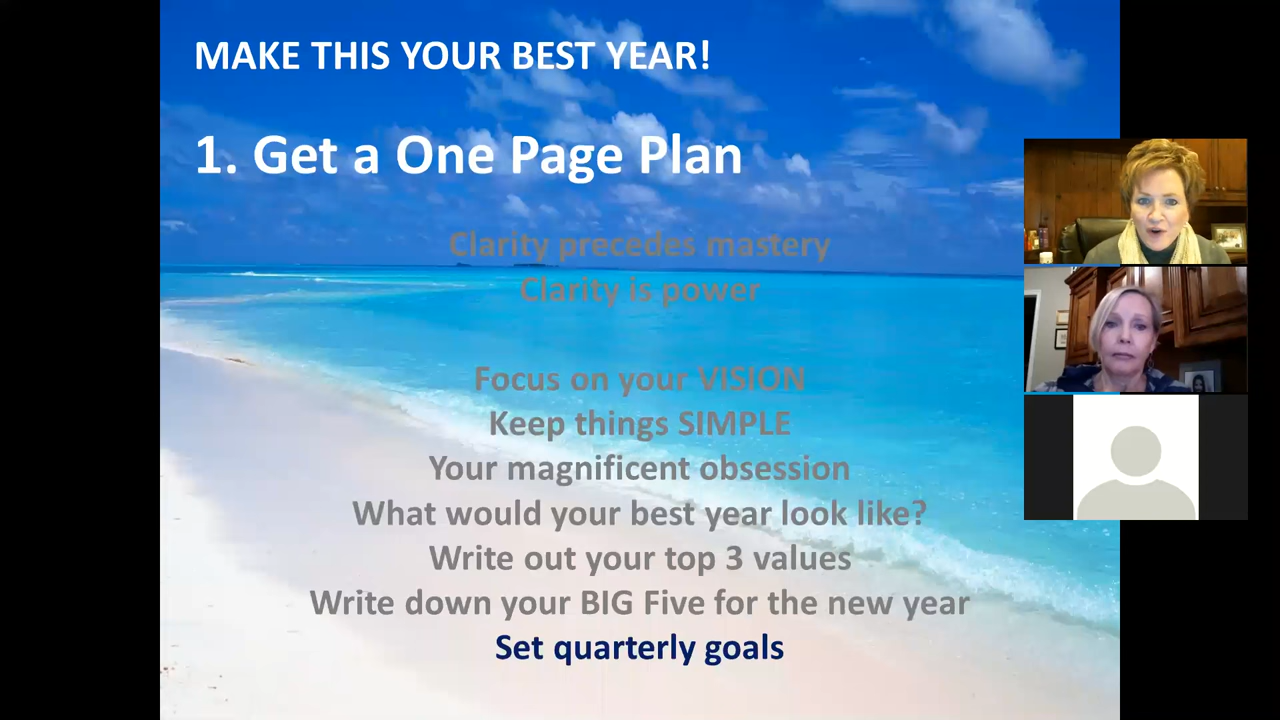 MAKE THIS YOUR BEST YEAR!
1. Get a One Page Plan
Clarity precedes mastery
Clarity is power
Focus on your VISION
Keep things SIMPLE
Your magnificent obsession
What would your best year look like?
Write out your top 3 values
Write down your BIG Five for the new year
Set quarterly goals